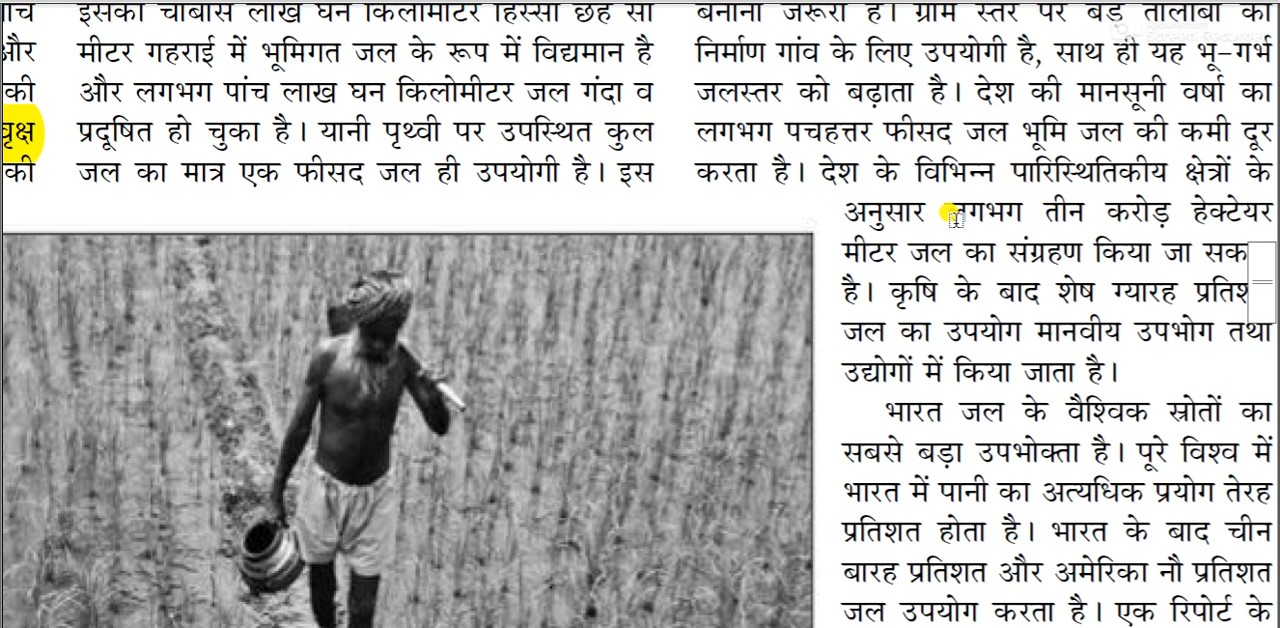 और
की
वृक्ष
की
इसका चौबीस लाख घन किलोमीटर हिस्सा छह सौ
मीटर गहराई में भूमिगत जल के रूप में विद्यमान है
और लगभग पांच लाख घन किलोमीटर जल गंदा व
प्रदूषित हो चुका है। यानी पृथ्वी पर उपस्थित कुल
जल का मात्र एक फीसद जल ही उपयोगी है। इस
बनाना जरूरी है। ग्राम स्तर पर बड़े तालाबों का
निर्माण गांव के लिए उपयोगी है, साथ ही यह भू-गर्भ
जलस्तर को बढ़ाता है। देश की मानसूनी वर्षा का
लगभग पचहत्तर फीसद जल भूमि जल की कमी दूर
करता है। देश के विभिन्न पारिस्थितिकीय क्षेत्रों के
अनुसार लगभग तीन करोड़ हेक्टेयर
मीटर जल का संग्रहण किया जा सक
है। कृषि के बाद शेष ग्यारह प्रतिश
जल का उपयोग मानवीय उपभोग तथा
उद्योगों में किया जाता है।
भारत जल के वैश्विक स्रोतों का
सबसे बड़ा उपभोक्ता है। पूरे विश्व में
भारत में पानी का अत्यधिक प्रयोग तेरह
प्रतिशत होता है। भारत के बाद चीन
बारह प्रतिशत और अमेरिका नौ प्रतिशत
जल उपयोग करता है। एक रिपोर्ट के